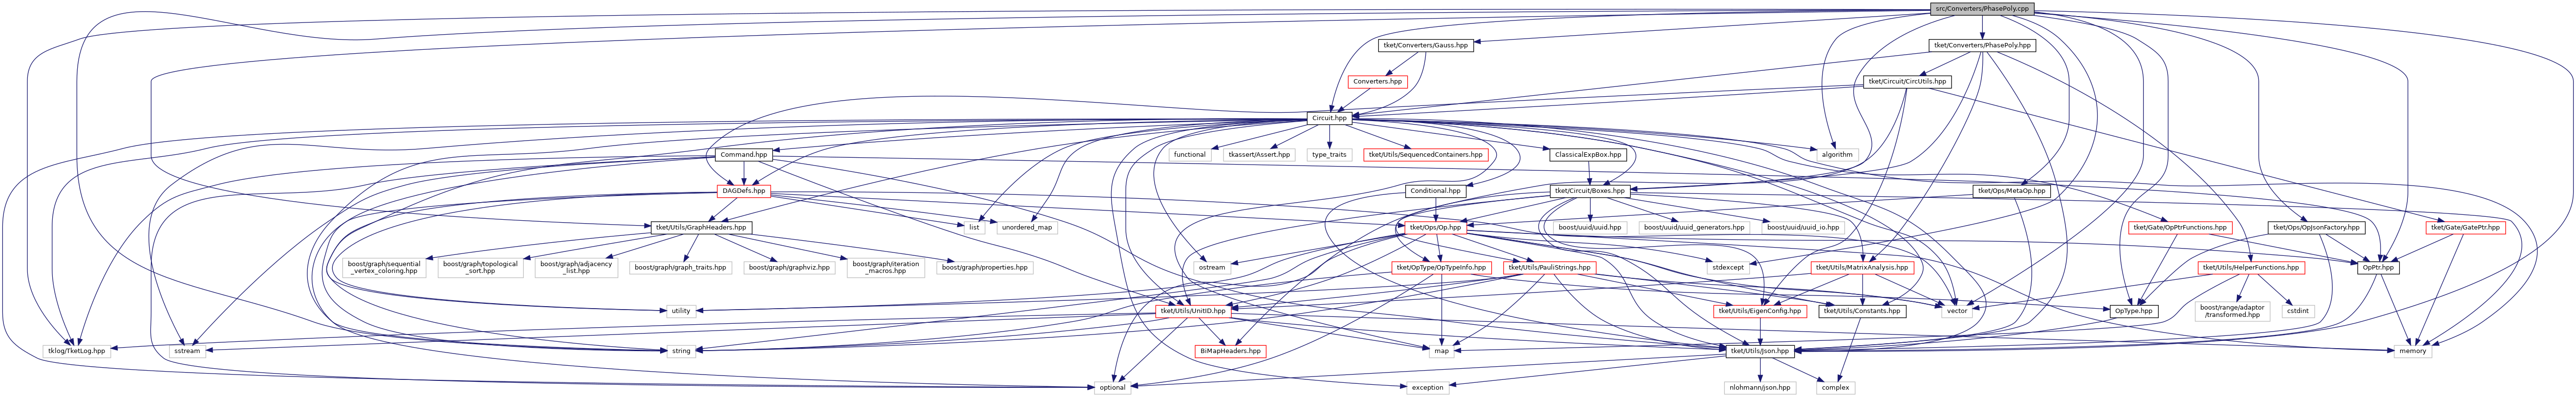 src/Converters/PhasePoly.cpp
tket/Converters/Gauss.hpp
tket/Converters/PhasePoly.hpp
Converters.hpp
tket/Circuit/CircUtils.hpp
Circuit.hpp
Command.hpp
functional
tkassert/Assert.hpp
type_traits
tket/Utils/SequencedContainers.hpp
ClassicalExpBox.hpp
algorithm
DAGDefs.hpp
Conditional.hpp
tket/Circuit/Boxes.hpp
tket/Ops/MetaOp.hpp
tket/Utils/GraphHeaders.hpp
list
unordered_map
tket/Ops/Op.hpp
boost/uuid/uuid.hpp
boost/uuid/uuid_generators.hpp
boost/uuid/uuid_io.hpp
tket/Gate/OpPtrFunctions.hpp
tket/Ops/OpJsonFactory.hpp
tket/Gate/GatePtr.hpp
boost/graph/sequential
_vertex_coloring.hpp
boost/graph/topological
_sort.hpp
boost/graph/adjacency
_list.hpp
boost/graph/graph_traits.hpp
boost/graph/graphviz.hpp
boost/graph/iteration
_macros.hpp
boost/graph/properties.hpp
ostream
tket/OpType/OpTypeInfo.hpp
tket/Utils/PauliStrings.hpp
stdexcept
tket/Utils/MatrixAnalysis.hpp
tket/Utils/HelperFunctions.hpp
OpPtr.hpp
utility
tket/Utils/UnitID.hpp
tket/Utils/EigenConfig.hpp
tket/Utils/Constants.hpp
vector
OpType.hpp
boost/range/adaptor
/transformed.hpp
cstdint
tklog/TketLog.hpp
sstream
string
BiMapHeaders.hpp
map
tket/Utils/Json.hpp
memory
optional
exception
nlohmann/json.hpp
complex